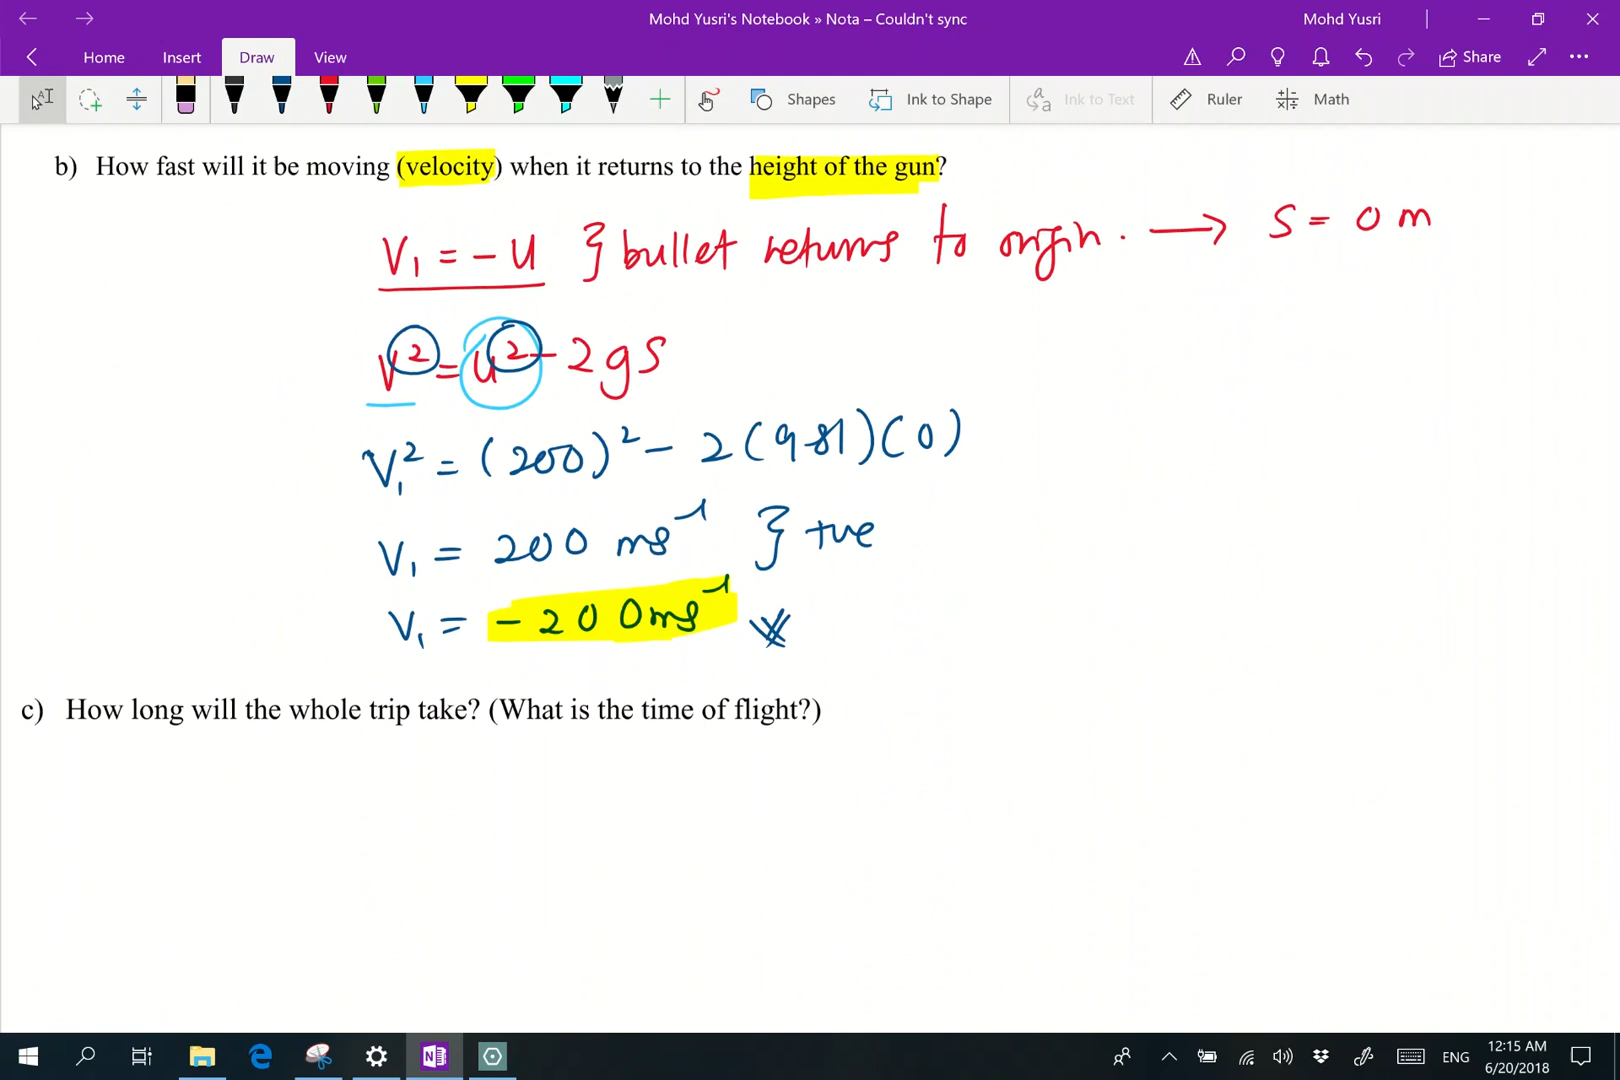 Mohd Yusri's Notebook » Nota – Couldn't sync
Mohd Yusri
Home Insert Draw View
Share
Shapes Ink to Shape Ink to Text Ruler Math
b) How fast will it be moving (velocity) when it returns to the height of the gun?
V₁ = - u } bullet returns to origin. → S = 0 m
v² = u² - 2gs
V₁² = (200)² - 2(9.81)(0)
V₁ = 200 ms⁻¹ } +ve
V₁ = - 200 ms⁻¹
c) How long will the whole trip take? (What is the time of flight?)
ENG
12:15 AM
6/20/2018